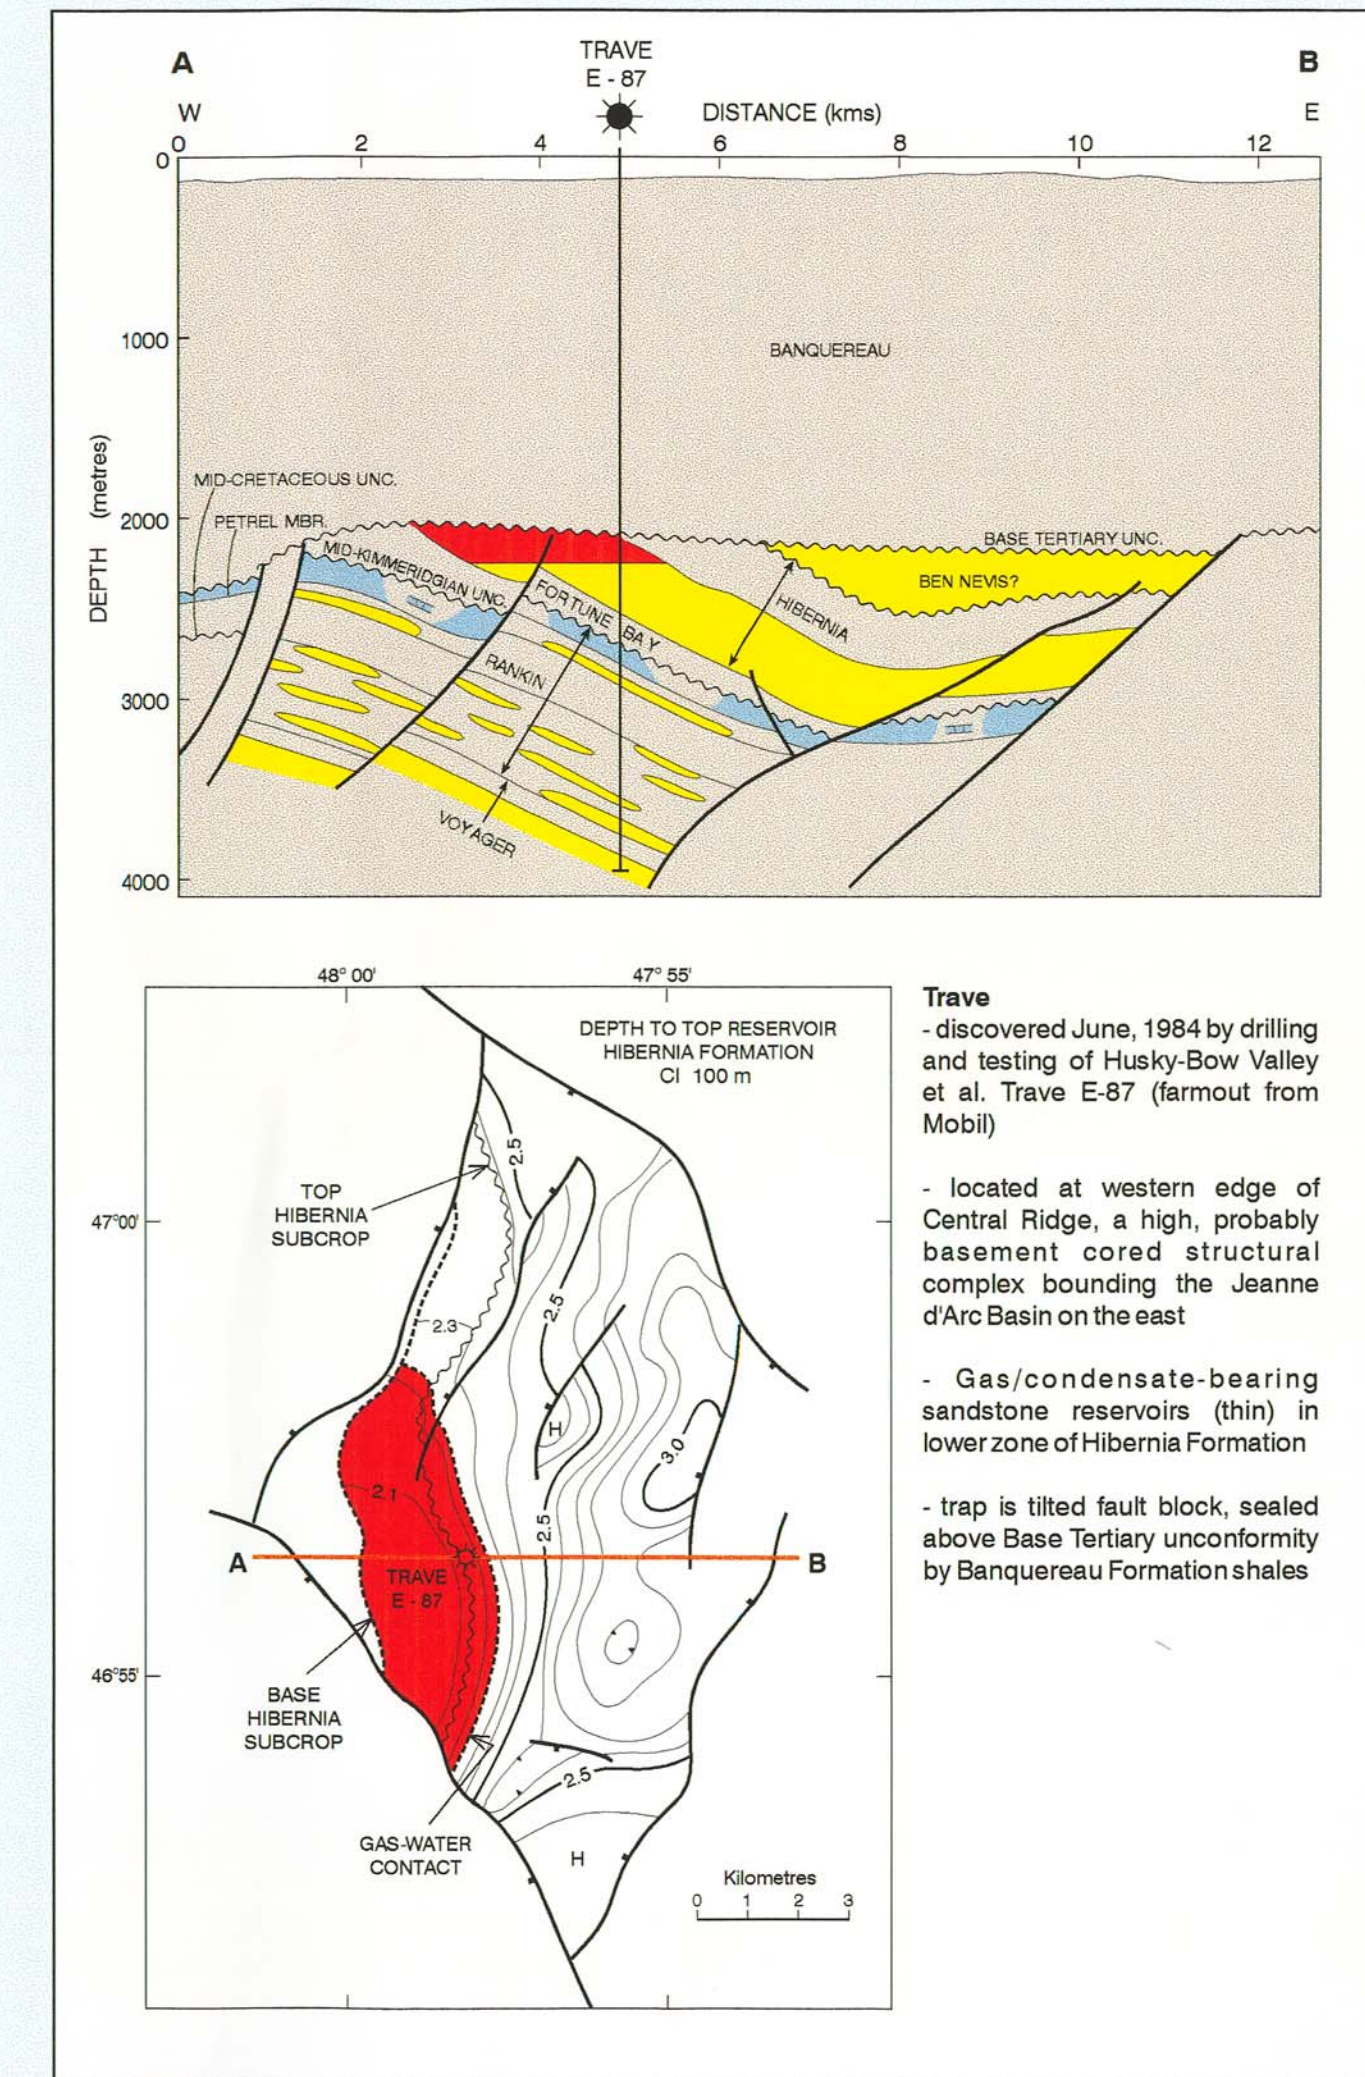 A
TRAVE
E - 87
B
W
DISTANCE (kms)
E
0 2 4 6 8 10 12
0
1000
2000
3000
4000
DEPTH (metres)
BANQUEREAU
MID-CRETACEOUS UNC.
PETREL MBR.
MID-KIMMERIDGIAN UNC.
BASE TERTIARY UNC.
BEN NEVIS?
FORTUNE BAY
HIBERNIA
RANKIN
VOYAGER
48° 00' 47° 55'
DEPTH TO TOP RESERVOIR
HIBERNIA FORMATION
CI 100 m
2.5
TOP
HIBERNIA
SUBCROP
47°00'
2.5
2.3
H
3.0
2.1
2.5
A
B
TRAVE
E - 87
46°55'
BASE
HIBERNIA
SUBCROP
2.5
GAS-WATER
CONTACT
H
Kilometres
0 1 2 3
Trave
- discovered June, 1984 by drilling
and testing of Husky-Bow Valley
et al. Trave E-87 (farmout from
Mobil)
- located at western edge of
Central Ridge, a high, probably
basement cored structural
complex bounding the Jeanne
d'Arc Basin on the east
- Gas/condensate-bearing
sandstone reservoirs (thin) in
lower zone of Hibernia Formation
- trap is tilted fault block, sealed
above Base Tertiary unconformity
by Banquereau Formation shales